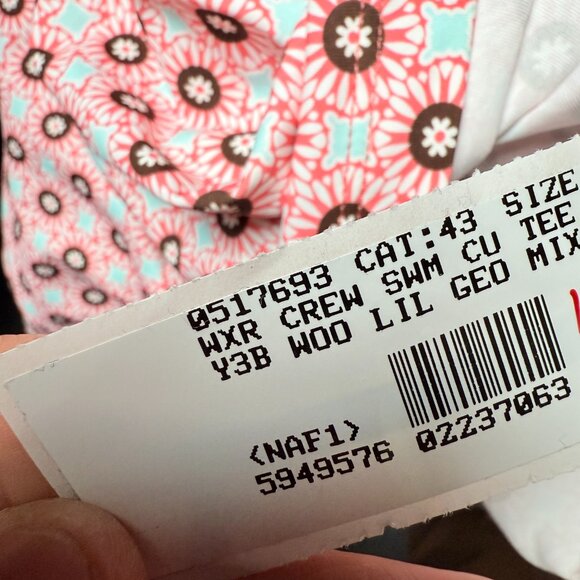 0517693 CAT:43 SIZE
WXR CREW SWM CU TEE
Y3B WOO LIL GEO MIX
<NAF1>
5949576 02237063